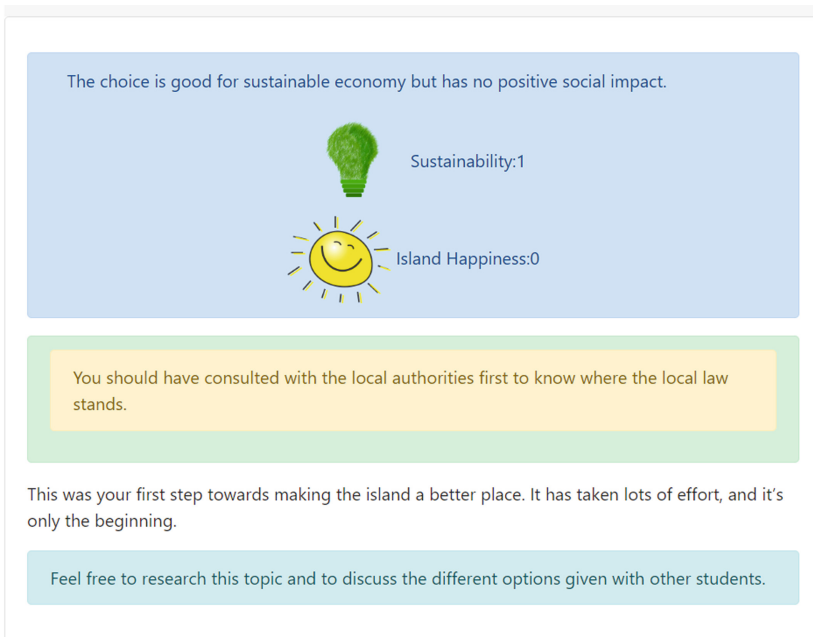 The choice is good for sustainable economy but has no positive social impact.
Sustainability:1
Island Happiness:0
You should have consulted with the local authorities first to know where the local law
stands.
This was your first step towards making the island a better place. It has taken lots of effort, and it’s
only the beginning.
Feel free to research this topic and to discuss the different options given with other students.